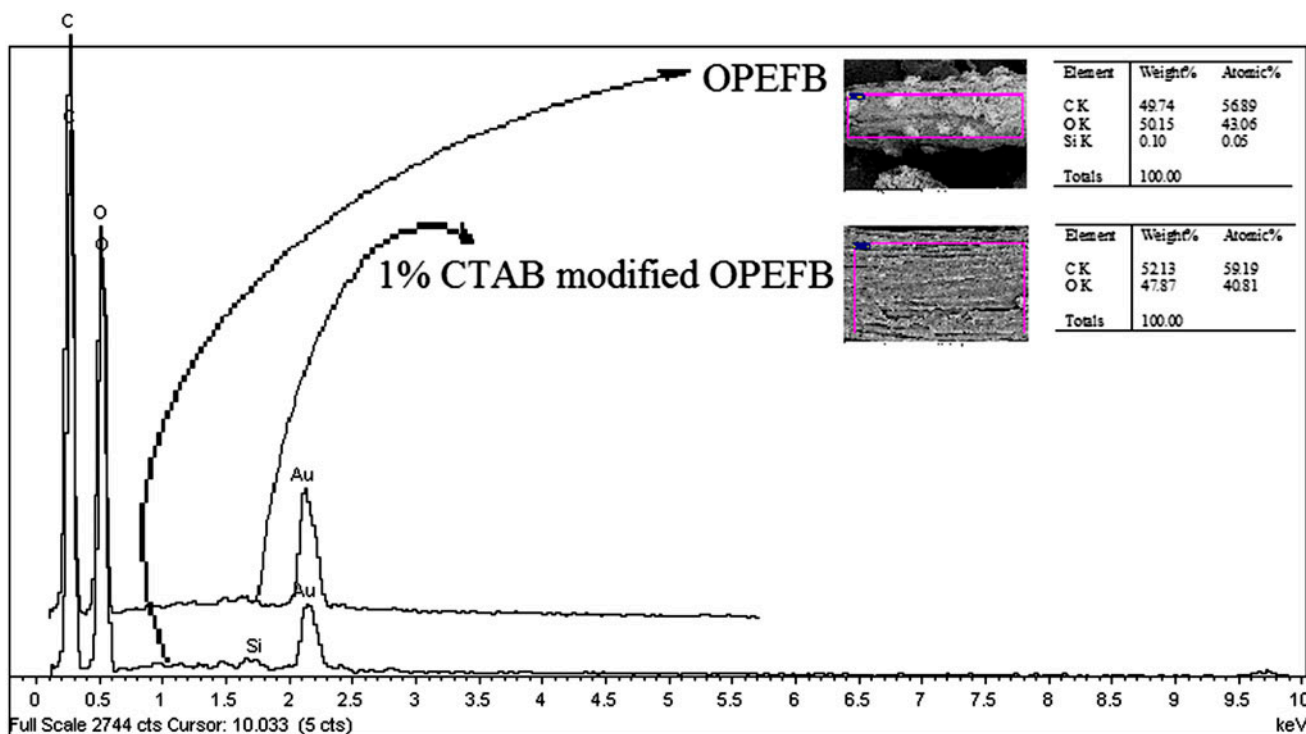 C
C
O
O
OPEFB
1% CTAB modified OPEFB
Element Weight% Atomic%
C K 49.74 56.89
O K 50.15 43.06
Si K 0.10 0.05
Totals 100.00
Element Weight% Atomic%
C K 52.13 59.19
O K 47.87 40.81
Totals 100.00
Au
Au
Si
0 0.5 1 1.5 2 2.5 3 3.5 4 4.5 5 5.5 6 6.5 7 7.5 8 8.5 9 9.5 10
Full Scale 2744 cts Cursor: 10.033 (5 cts) keV